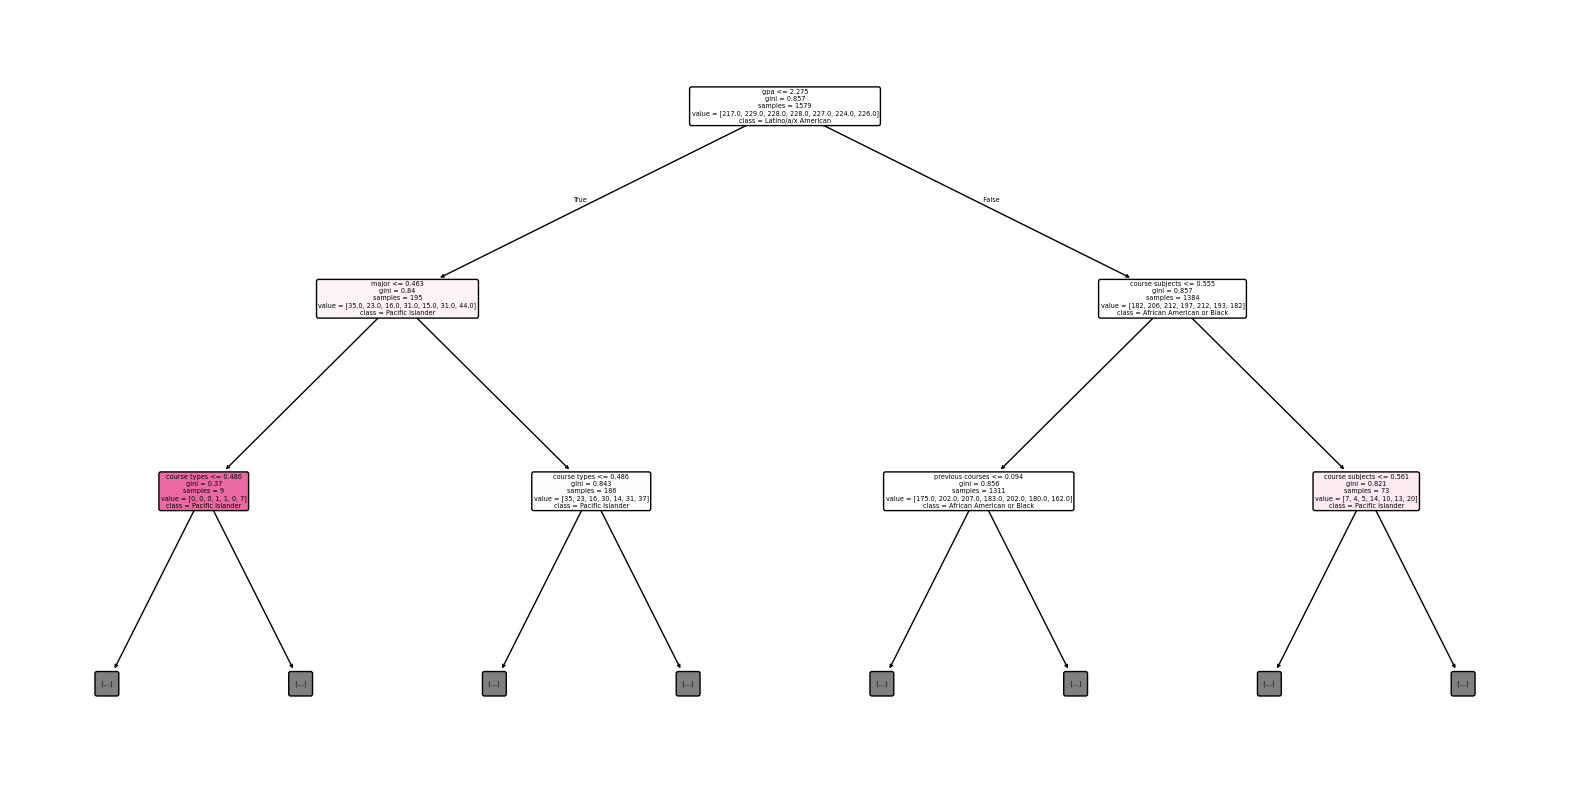 gpa <= 2.275
gini = 0.857
samples = 1579
value = [217.0, 229.0, 228.0, 228.0, 227.0, 224.0, 226.0]
class = Latino/a/x American
True
False
major <= 0.463
gini = 0.84
samples = 195
value = [35.0, 23.0, 16.0, 31.0, 15.0, 31.0, 44.0]
class = Pacific Islander
course subjects <= 0.555
gini = 0.857
samples = 1384
value = [182, 206, 212, 197, 212, 193, 182]
class = African American or Black
course types <= 0.486
gini = 0.37
samples = 9
value = [0, 0, 0, 1, 1, 0, 7]
class = Pacific Islander
course types <= 0.486
gini = 0.843
samples = 186
value = [35, 23, 16, 30, 14, 31, 37]
class = Pacific Islander
previous courses <= 0.094
gini = 0.856
samples = 1311
value = [175.0, 202.0, 207.0, 183.0, 202.0, 180.0, 162.0]
class = African American or Black
course subjects <= 0.561
gini = 0.821
samples = 73
value = [7, 4, 5, 14, 10, 13, 20]
class = Pacific Islander
(...)
(...)
(...)
(...)
(...)
(...)
(...)
(...)